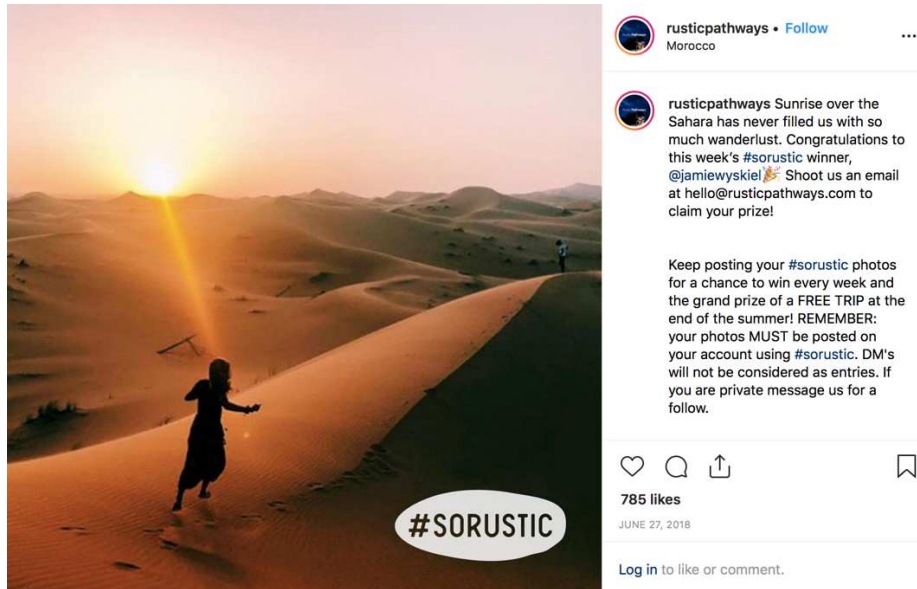 rusticpathways • Follow
Morocco
rusticpathways Sunrise over the
Sahara has never filled us with so
much wanderlust. Congratulations to
this week's #sorustic winner,
@jamiewyskiel🎉 Shoot us an email
at hello@rusticpathways.com to
claim your prize!
Keep posting your #sorustic photos
for a chance to win every week and
the grand prize of a FREE TRIP at the
end of the summer! REMEMBER:
your photos MUST be posted on
your account using #sorustic. DM's
will not be considered as entries. If
you are private message us for a
follow.
#SORUSTIC
785 likes
JUNE 27, 2018
Log in to like or comment.